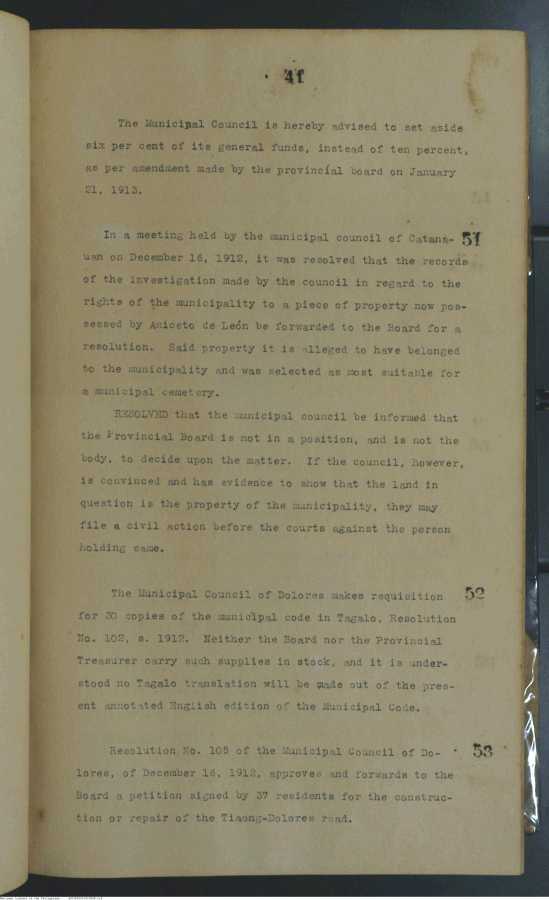 41
The Municipal Council is hereby advised to set aside
six per cent of its general funds, instead of ten percent,
as per amendment made by the provincial board on January
21, 1913.
In a meeting held by the municipal council of Catana- 51
uan on December 16, 1912, it was resolved that the records
of the investigation made by the council in regard to the
rights of the municipality to a piece of property now pos-
sessed by Aniceto de León be forwarded to the Board for a
resolution. Said property it is alleged to have belonged
to the municipality and was selected as most suitable for
a municipal cemetery.
RESOLVED that the municipal council be informed that
the Provincial Board is not in a position, and is not the
body, to decide upon the matter. If the council, however,
is convinced and has evidence to show that the land in
question is the property of the municipality, they may
file a civil action before the courts against the person
holding same.
The Municipal Council of Dolores makes requisition 52
for 30 copies of the municipal code in Tagalo, Resolution
No. 102, s. 1912. Neither the Board nor the Provincial
Treasurer carry such supplies in stock, and it is under-
stood no Tagalo translation will be made out of the pres-
ent annotated English edition of the Municipal Code.
Resolution No. 105 of the Municipal Council of Do- 53
lores, of December 16, 1912, approves and forwards to the
Board a petition signed by 37 residents for the construc-
tion or repair of the Tiaong-Dolores road.
National Library of the Philippines